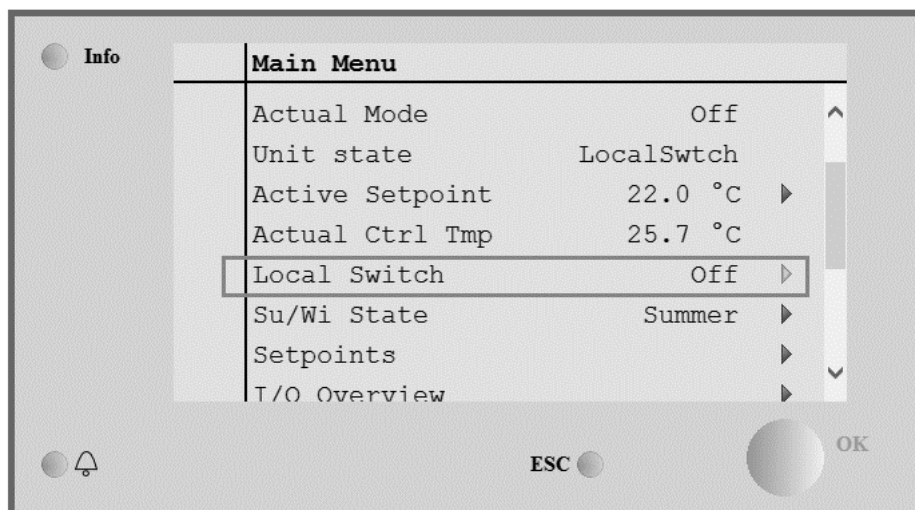 Info
Main Menu
Actual Mode Off
Unit state LocalSwtch
Active Setpoint 22.0 °C
Actual Ctrl Tmp 25.7 °C
Local Switch Off
Su/Wi State Summer
Setpoints
I/O Overview
ESC
OK